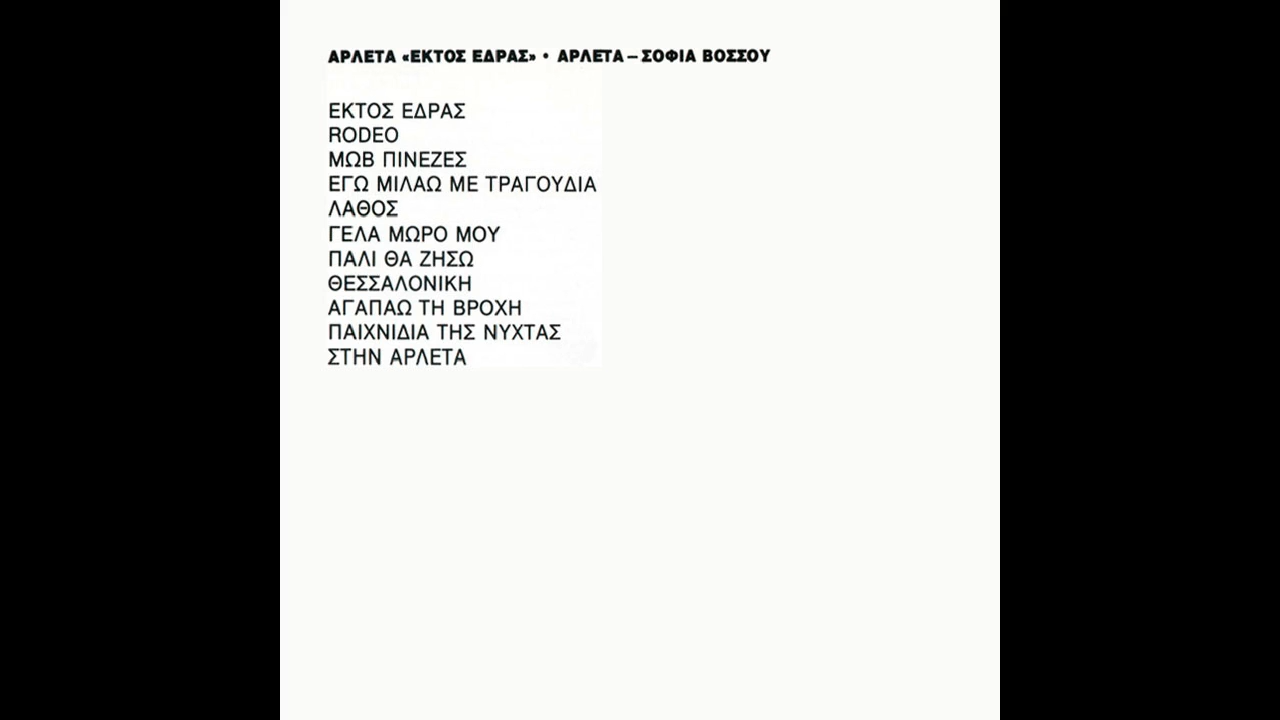 ΑΡΛΕΤΑ «ΕΚΤΟΣ ΕΔΡΑΣ» • ΑΡΛΕΤΑ – ΣΟΦΙΑ ΒΟΣΣΟΥ
ΕΚΤΟΣ ΕΔΡΑΣ
RODEO
ΜΩΒ ΠΙΝΕΖΕΣ
ΕΓΩ ΜΙΛΑΩ ΜΕ ΤΡΑΓΟΥΔΙΑ
ΛΑΘΟΣ
ΓΕΛΑ ΜΩΡΟ ΜΟΥ
ΠΑΛΙ ΘΑ ΖΗΣΩ
ΘΕΣΣΑΛΟΝΙΚΗ
ΑΓΑΠΑΩ ΤΗ ΒΡΟΧΗ
ΠΑΙΧΝΙΔΙΑ ΤΗΣ ΝΥΧΤΑΣ
ΣΤΗΝ ΑΡΛΕΤΑ